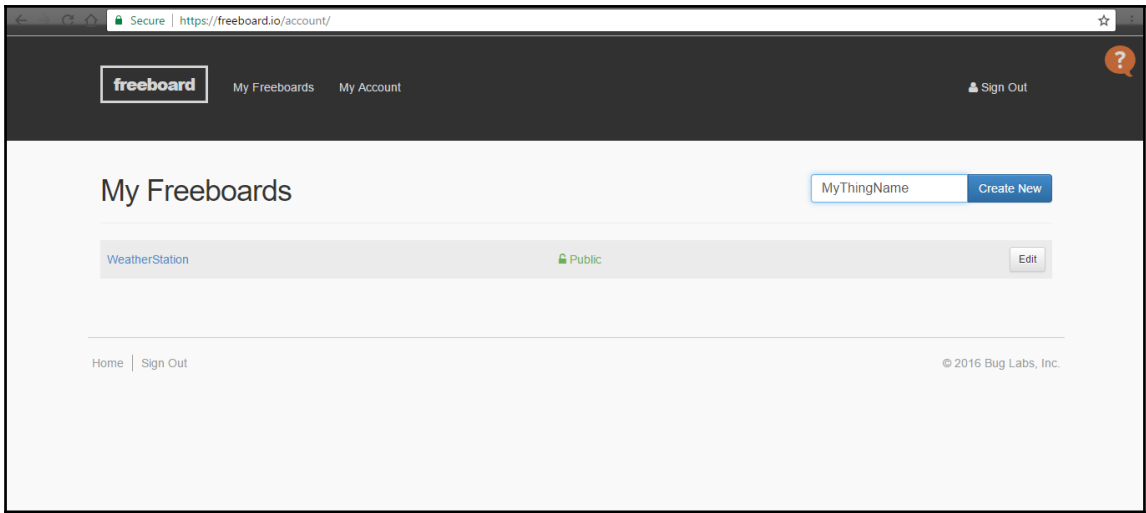 Secure | https://freeboard.io/account/
?
freeboard My Freeboards My Account Sign Out
My Freeboards MyThingName Create New
WeatherStation Public Edit
Home Sign Out © 2016 Bug Labs, Inc.